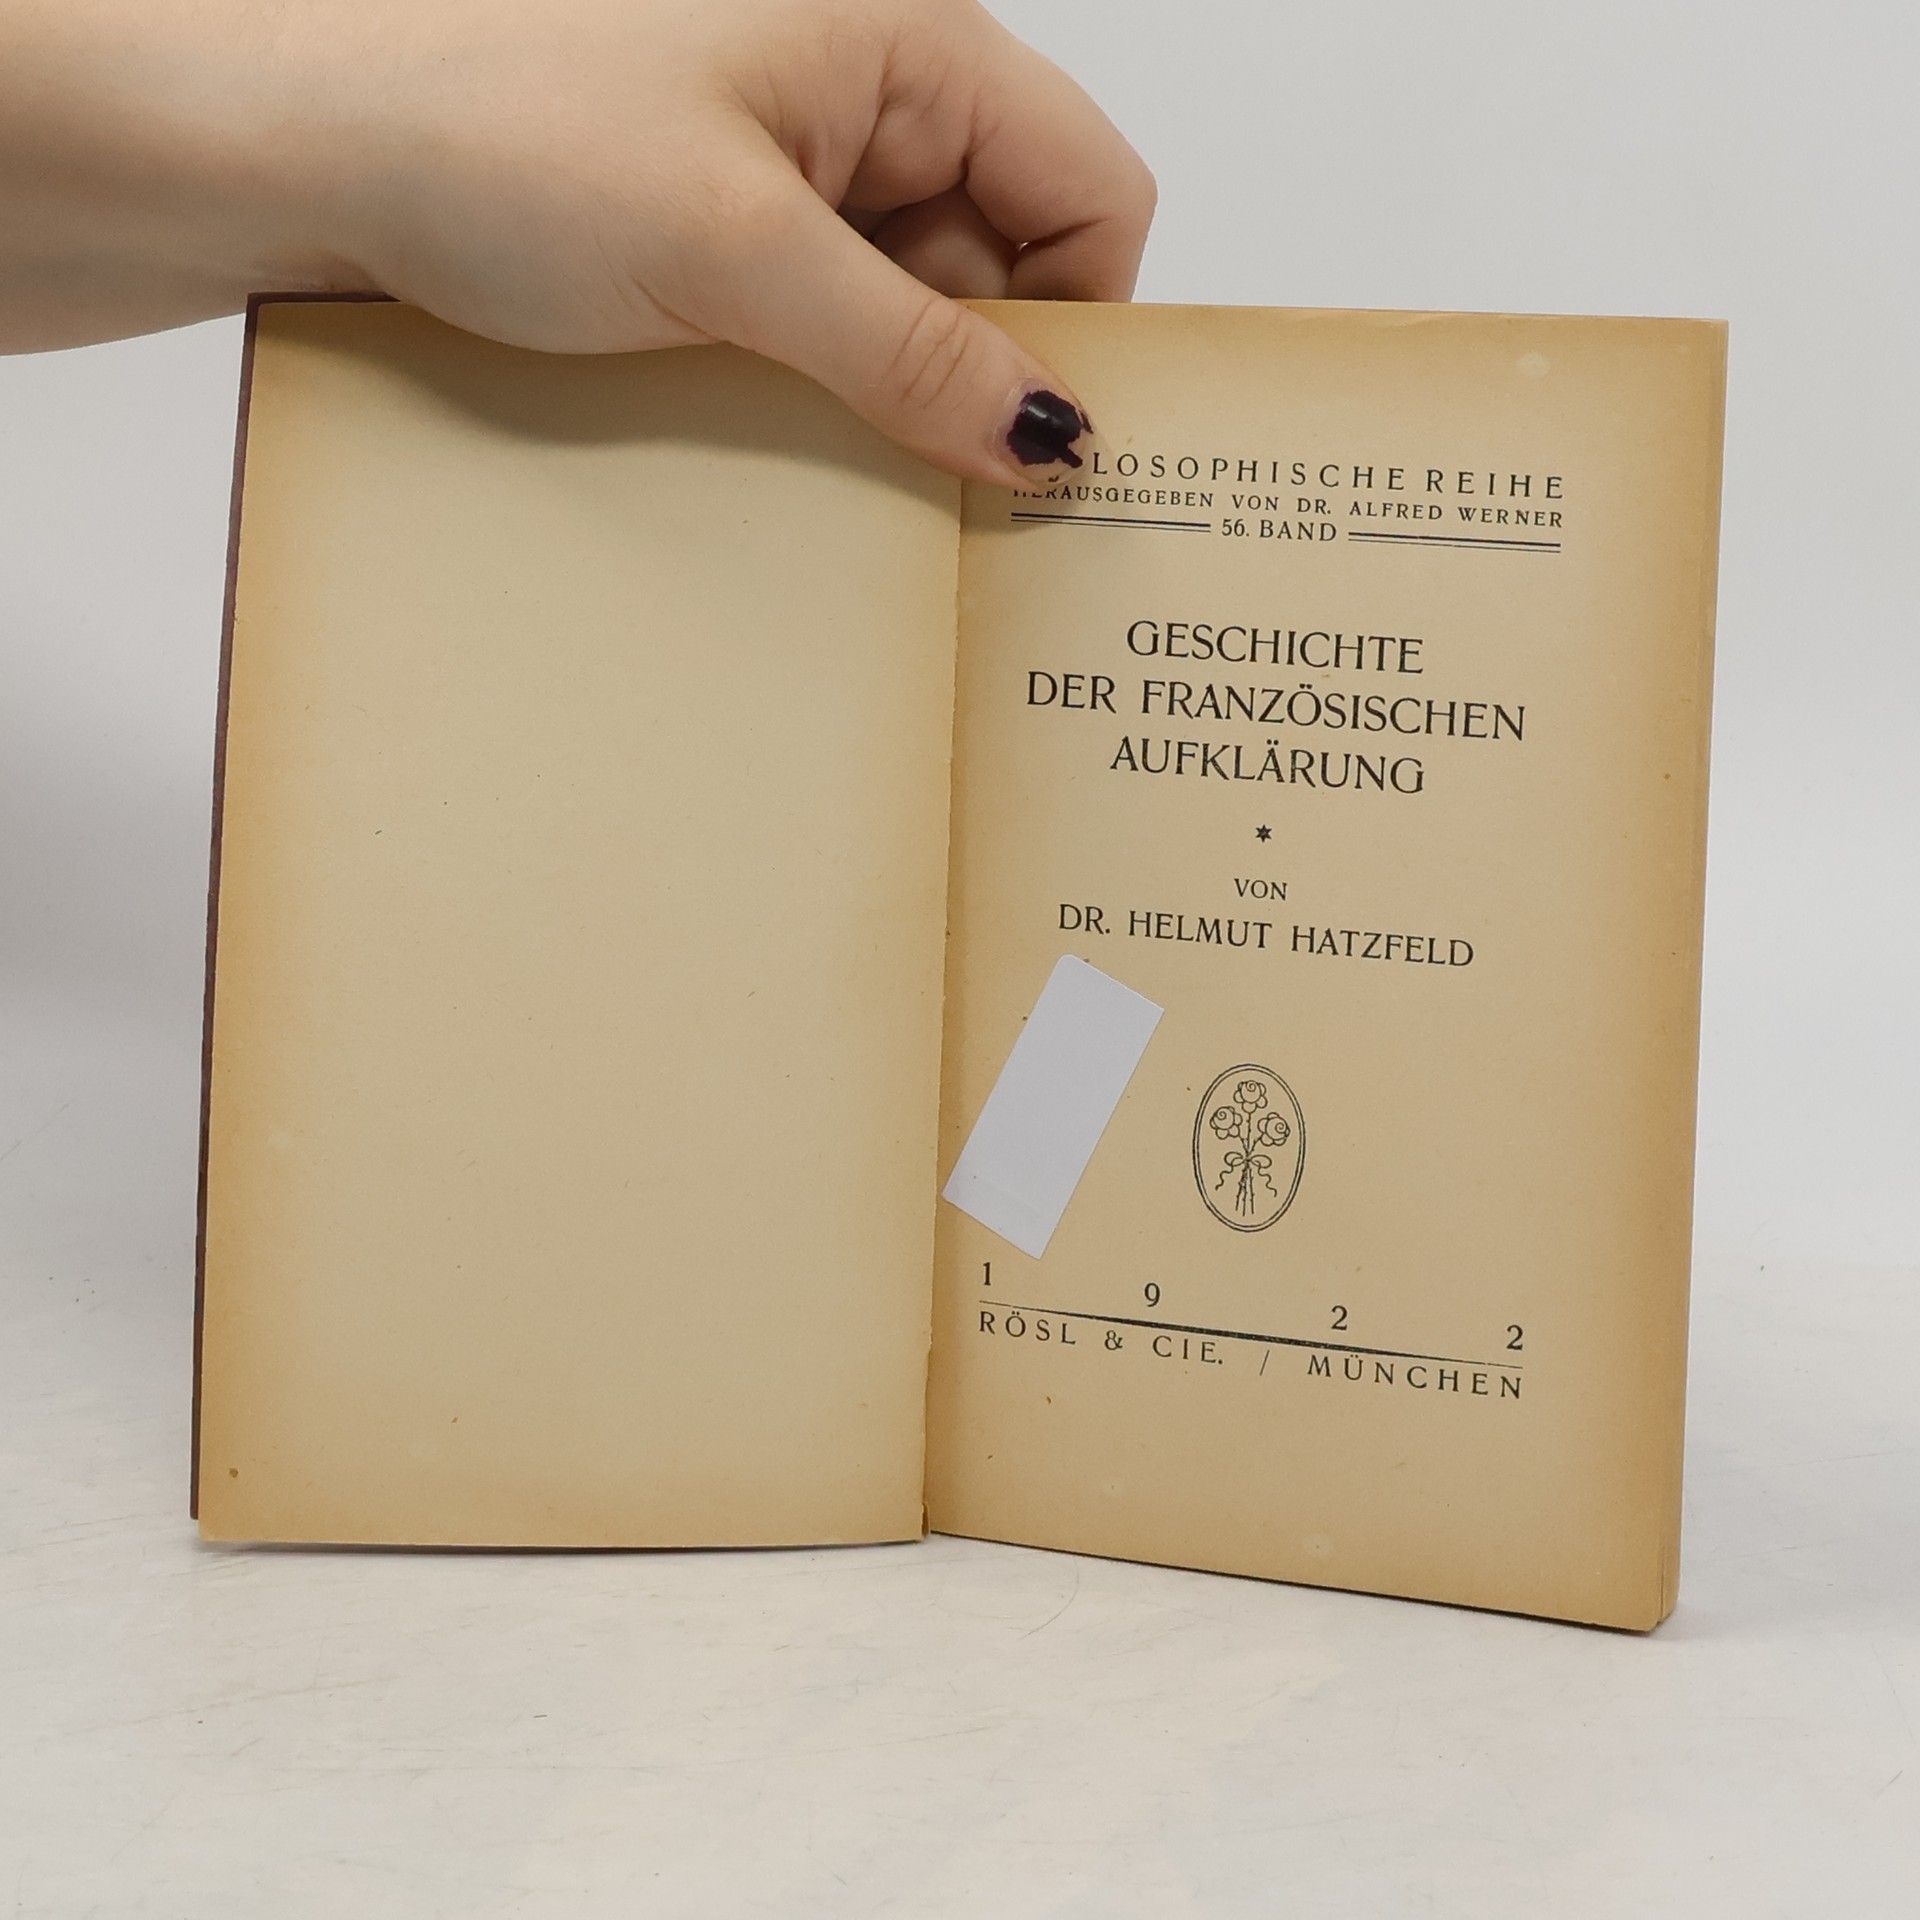 LOSOPHISCHE REIHE
HERAUSGEGEBEN VON DR. ALFRED WERNER
56. BAND
GESCHICHTE
DER FRANZÖSISCHEN
AUFKLÄRUNG
*
VON
DR. HELMUT HATZFELD
1 9 2 2
RÖSL & CIE. / MÜNCHEN